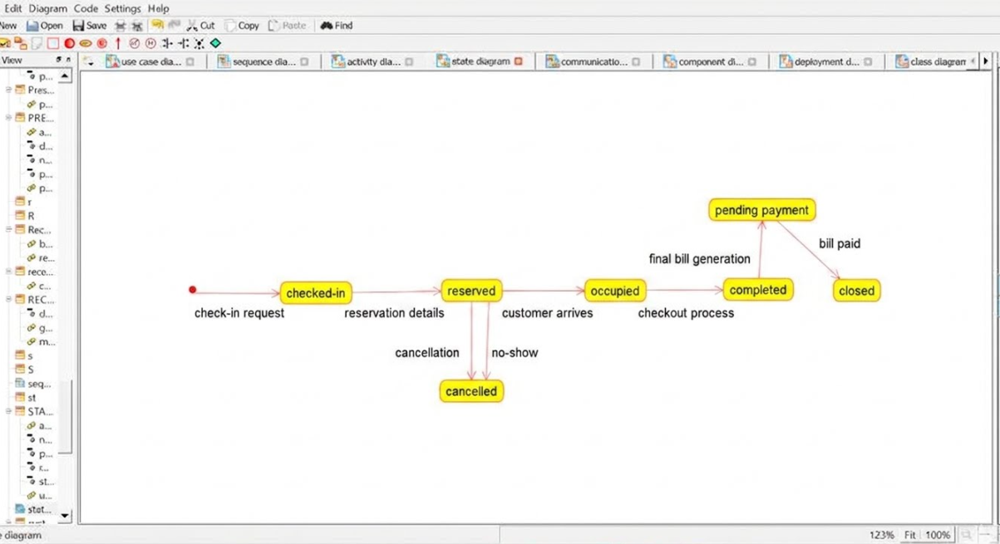 Edit Diagram Code Settings Help
New Open Save Cut Copy Paste Find
View
use case dia...
sequence dia...
activity dia...
state diagram
communicatio...
component di...
deployment d...
class diagram
p...
Pres...
p...
PRE...
a...
d...
n...
p...
p...
r
R
Rec...
b...
re...
rece...
c...
REC...
d...
g...
m...
s
S
seq...
st
STA...
a...
n...
p...
r...
st...
u...
stat...
pending payment
bill paid
final bill generation
checked-in
reserved
occupied
completed
closed
check-in request
reservation details
customer arrives
checkout process
cancellation
no-show
cancelled
diagram
123% Fit 100%